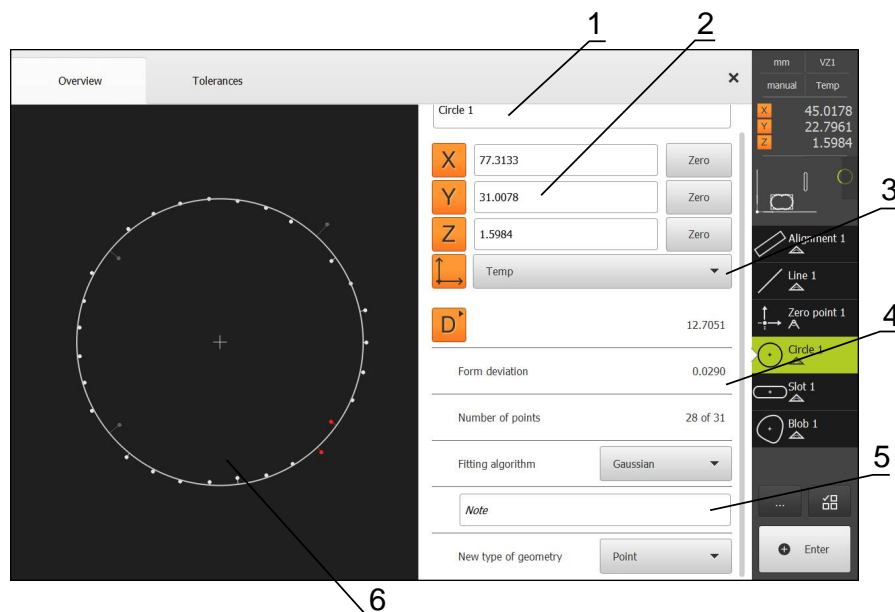 1
2
mm VZ1
Overview Tolerances ×
manual Temp
Circle 1
X 45.0178
Y 22.7961
Z 1.5984
X 77.3133 Zero
Y 31.0078 Zero
3
Z 1.5984 Zero
Alignment 1
Temp
Line 1
D 12.7051
Zero point 1
4
Circle 1
Form deviation 0.0290
Slot 1
Number of points 28 of 31
Blob 1
Fitting algorithm Gaussian
5
Note
...
Enter
New type of geometry Point
6